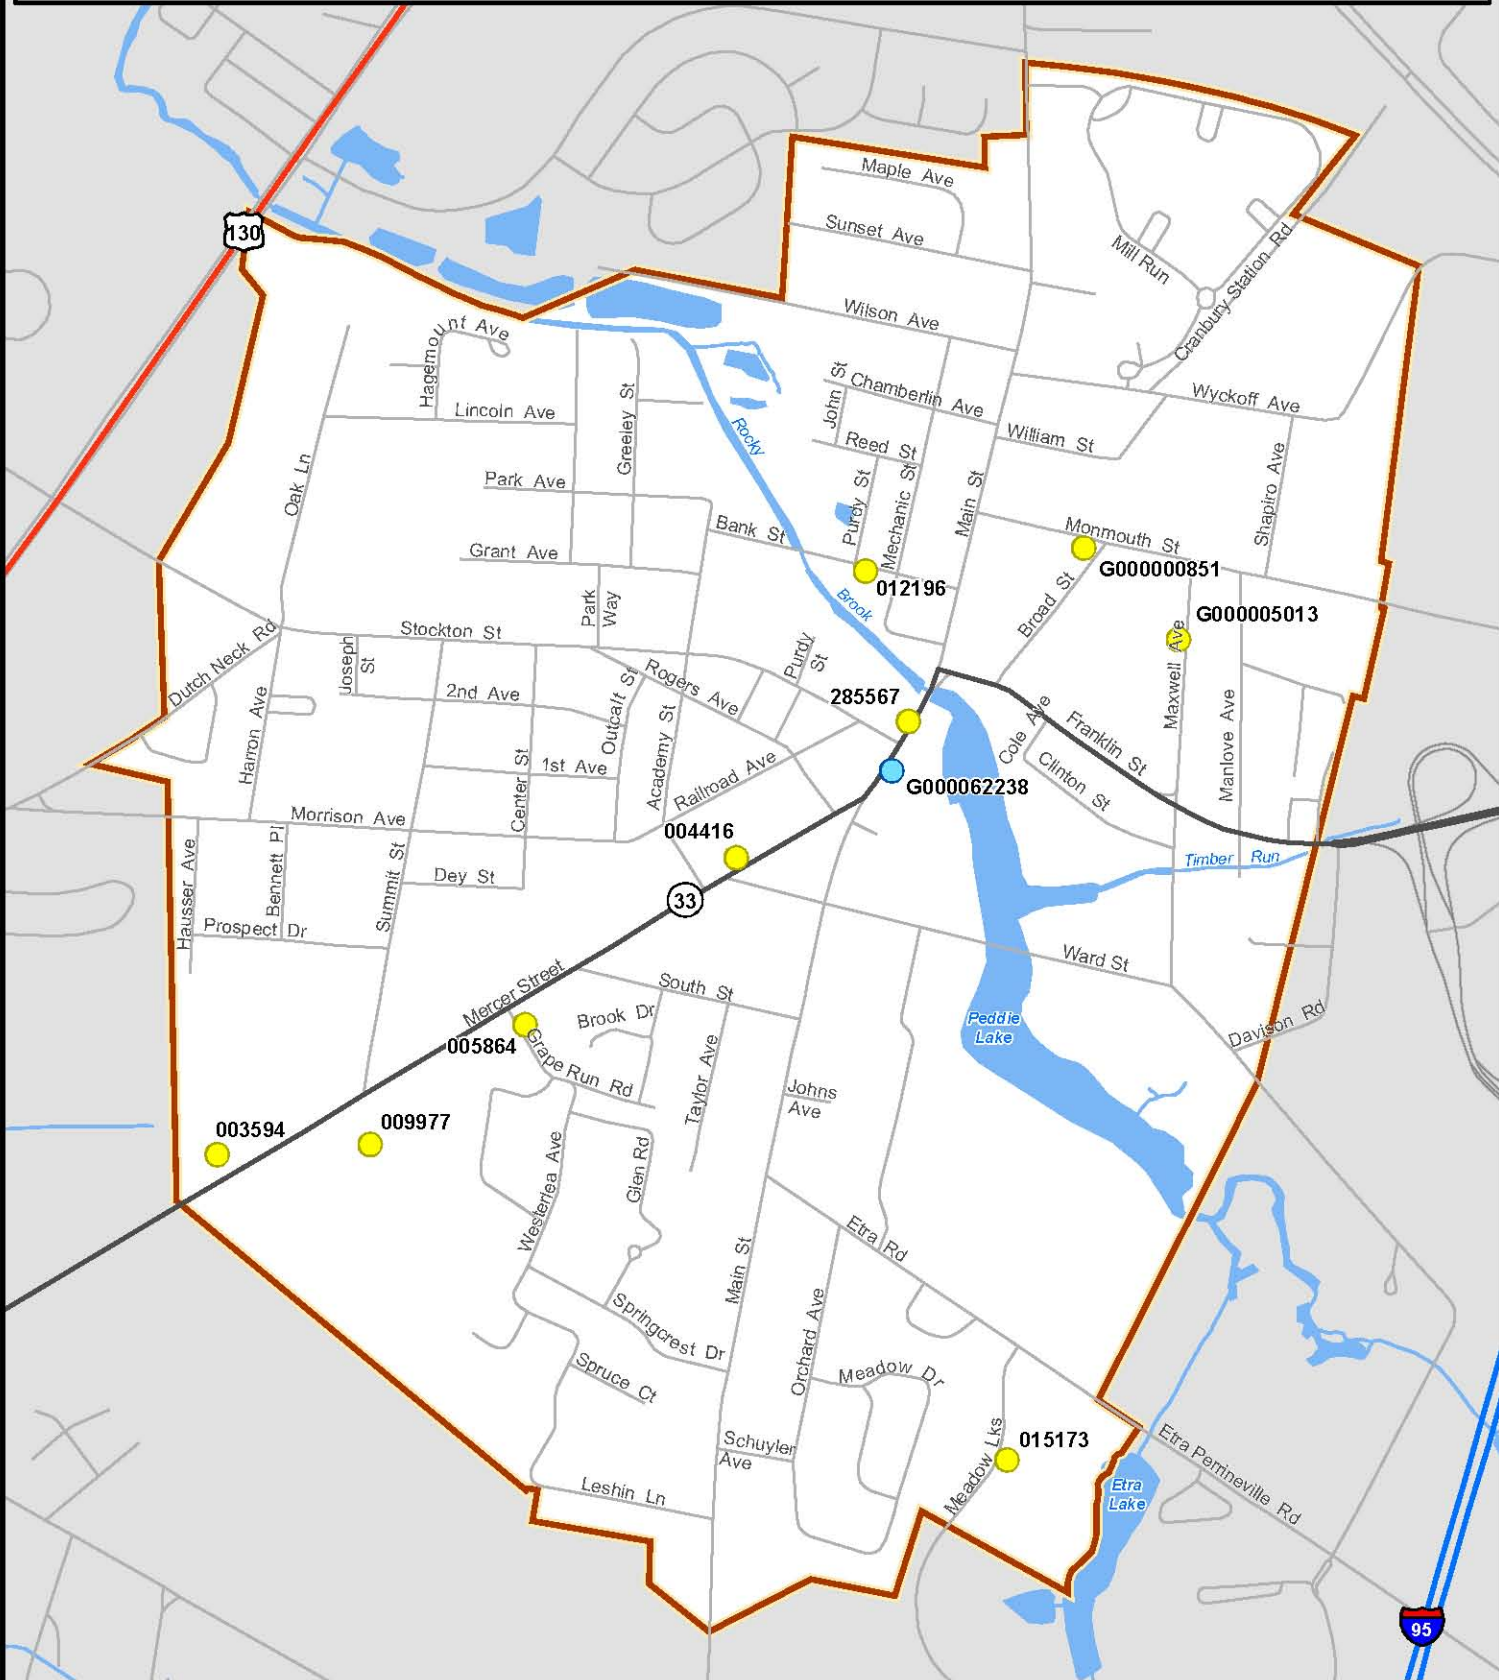 Maple Ave
130
Sunset Ave
Mill Run
Cranbury Station Rd
Wilson Ave
Hagemount Ave
John St
Chamberlin Ave
Wyckoff Ave
Lincoln Ave
Greeley St
Rocky
Reed St
William St
Oak Ln
Park Ave
Purdy St
Mechanic St
Main St
Shapiro Ave
Bank St
Monmouth St
Grant Ave
G000000851
012196
Park Way
Brook
Broad St
G000005013
Stockton St
Dutch Neck Rd
Joseph St
Purdy St
Rogers Ave
Maxwell Ave
2nd Ave
285567
Harron Ave
Outcalt St
Academy St
Cole Ave
Franklin St
Manlove Ave
1st Ave
Center St
Railroad Ave
Clinton St
G000062238
Morrison Ave
004416
Hausser Ave
Bennett Pl
Summit St
Dey St
Timber Run
33
Prospect Dr
Ward St
Mercer Street
South St
Brook Dr
Peddie
Lake
Davison Rd
005864
Grape Run Rd
Taylor Ave
Johns
Ave
003594
009977
Westerlea Ave
Glen Rd
Etra Rd
Main St
Springcrest Dr
Orchard Ave
Spruce Ct
Meadow Dr
Schuyler
Ave
Meadow Lks
015173
Etra Perrineville Rd
Leshin Ln
Etra
Lake
95